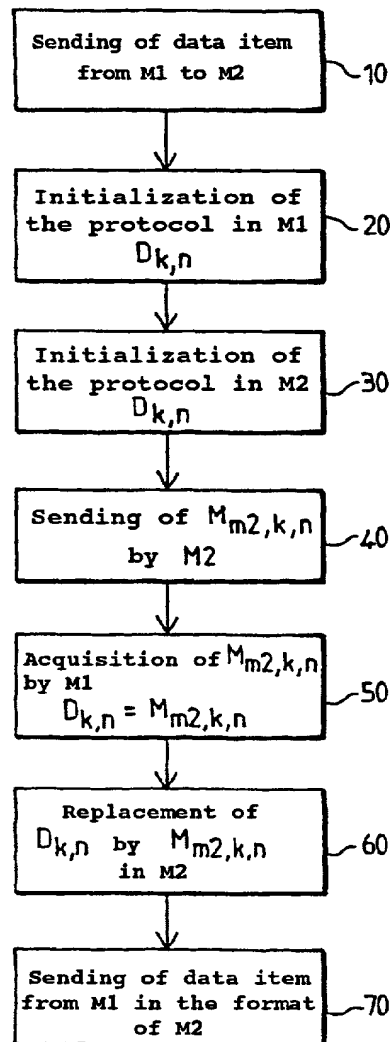 Sending of data item
from M1 to M2
10
Initialization of
the protocol in M1
Dk,n
20
Initialization of
the protocol in M2
Dk,n
30
Sending of Mm2,k,n
by M2
40
Acquisition of Mm2,k,n
by M1
Dk,n = Mm2,k,n
50
Replacement of
Dk,n by Mm2,k,n
in M2
60
Sending of data item
from M1 in the format
of M2
70